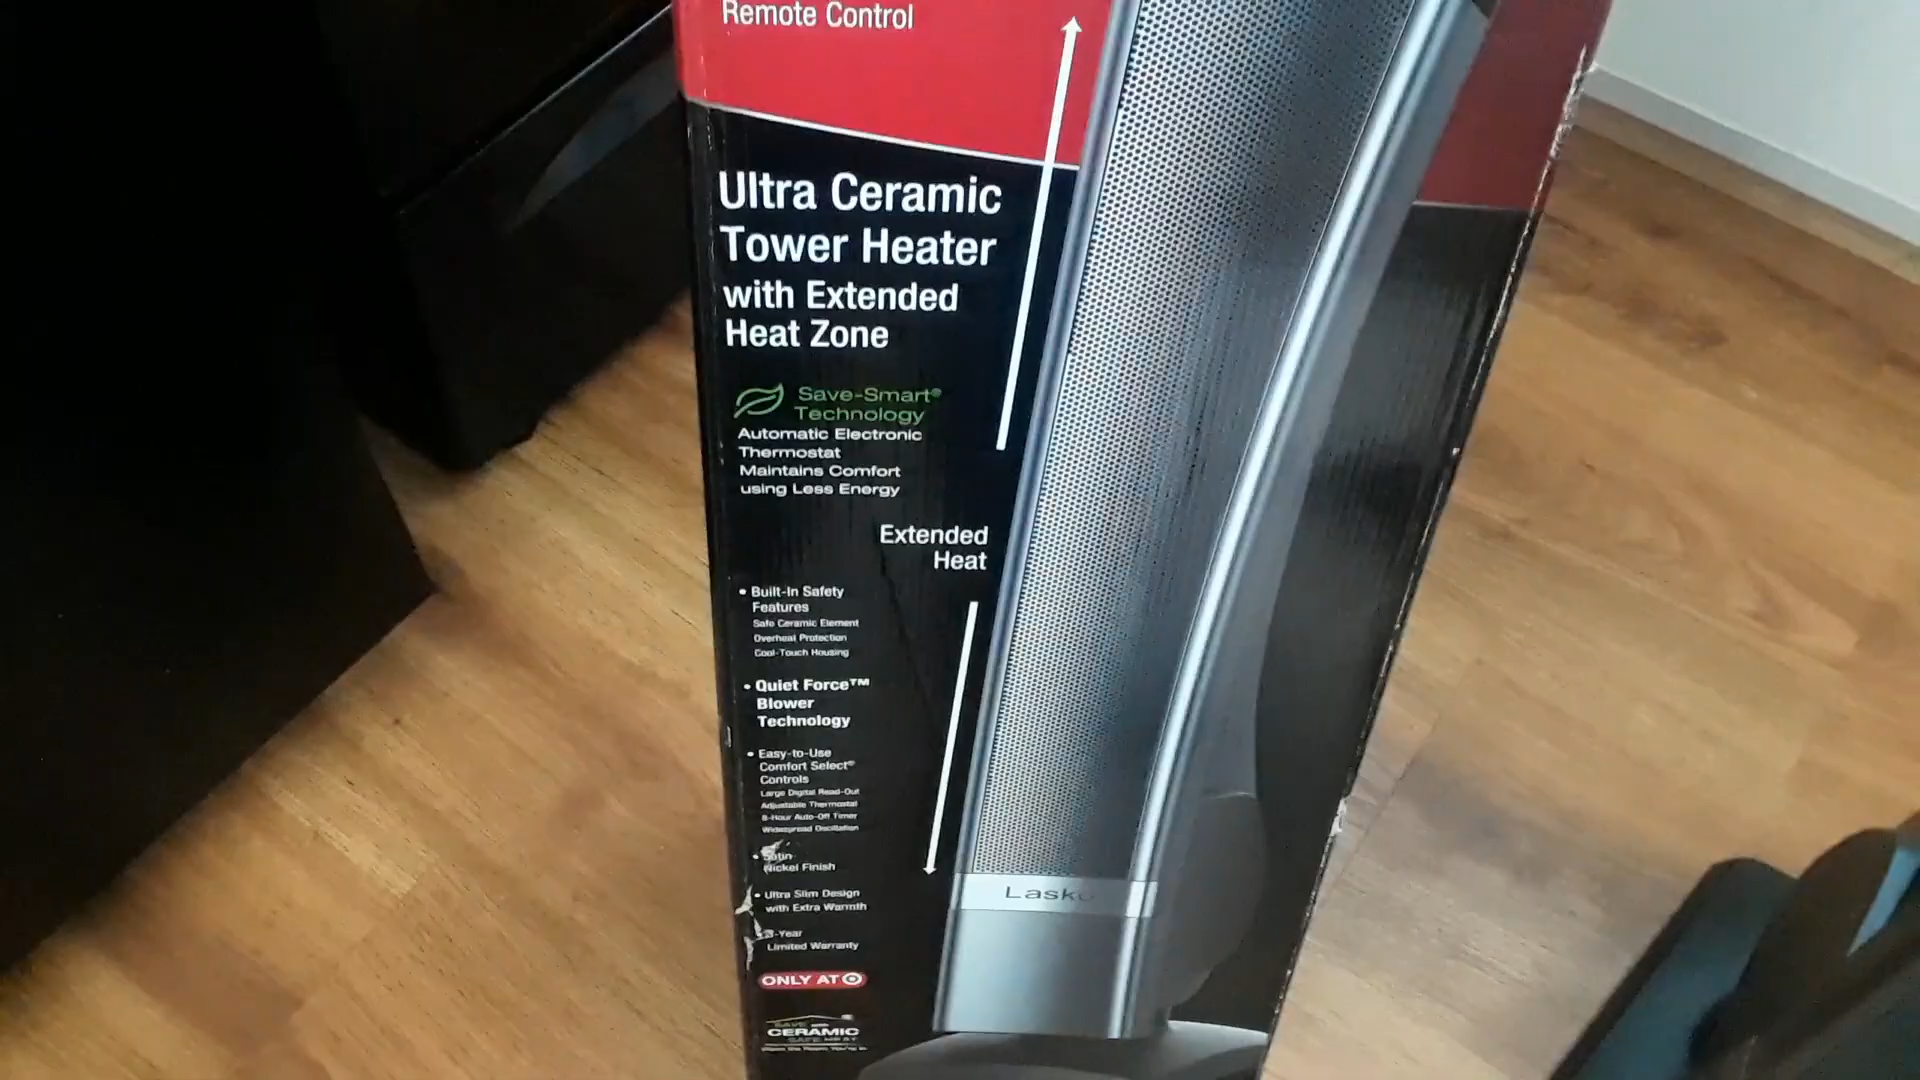 Remote Control
Ultra Ceramic
Tower Heater
with Extended
Heat Zone
Save-Smart®
Technology
Automatic Electronic
Thermostat
Maintains Comfort
using Less Energy
Extended
Heat
• Built-In Safety
Features
Safe Ceramic Element
Overheat Protection
Cool-Touch Housing
• Quiet Force™
Blower
Technology
• Easy-to-Use
Comfort Select®
Controls
Large Digital Read-Out
Adjustable Thermostat
8-Hour Auto-Off Timer
Widespread Oscillation
• Satin
Nickel Finish
• Ultra Slim Design
with Extra Warmth
-Year
Limited Warranty
ONLY AT
CERAMIC
Lasko